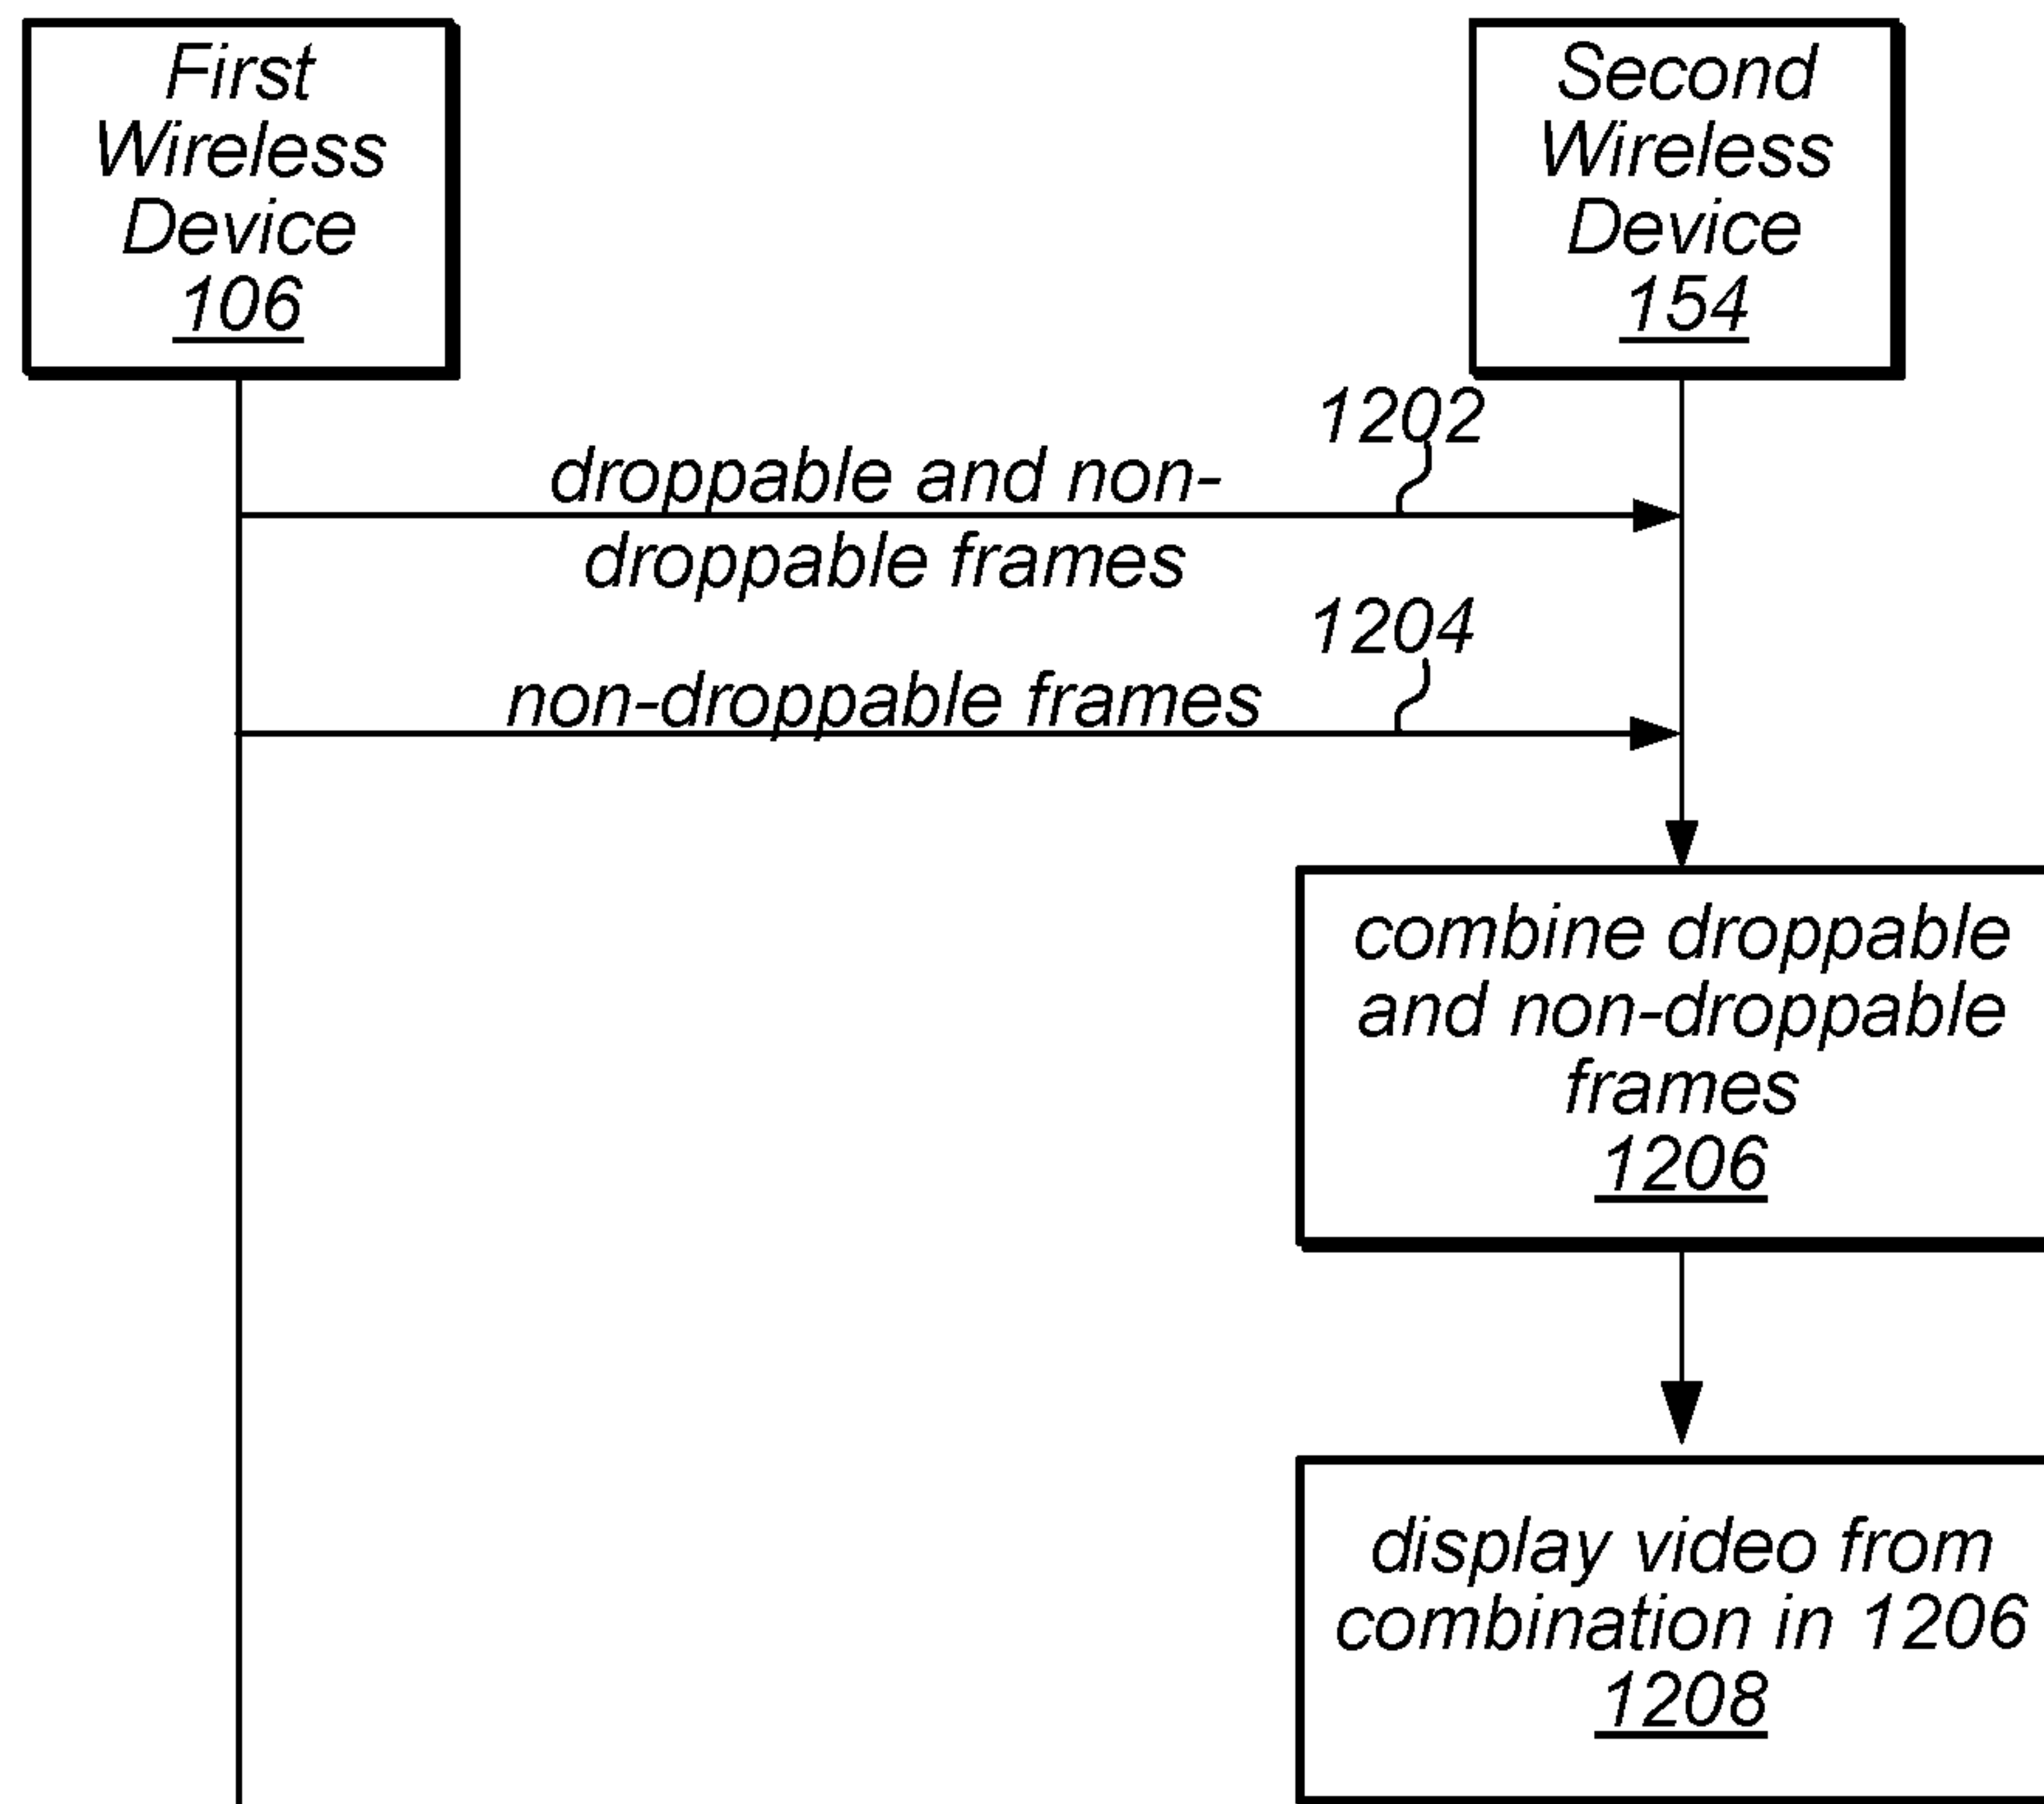 First
Wireless
Device
106
Second
Wireless
Device
154
1202
droppable and non-
droppable frames
1204
non-droppable frames
combine droppable
and non-droppable
frames
1206
display video from
combination in 1206
1208